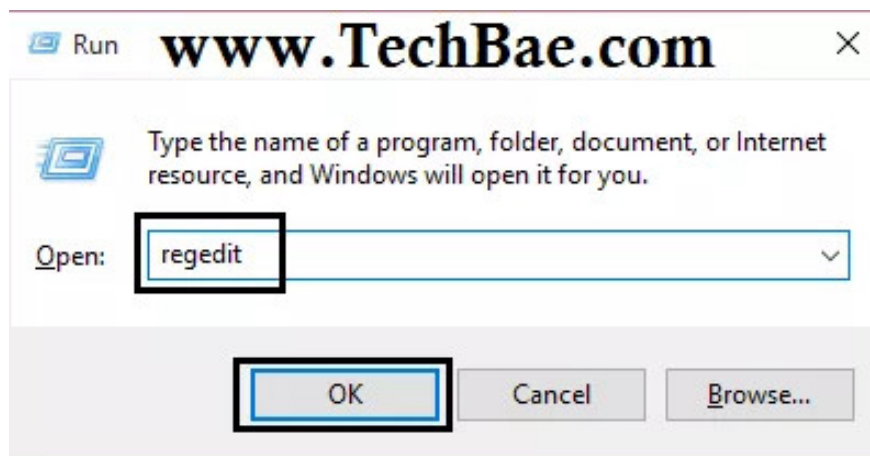 Run www.TechBae.com
Type the name of a program, folder, document, or Internet
resource, and Windows will open it for you.
Open: regedit
OK Cancel Browse...